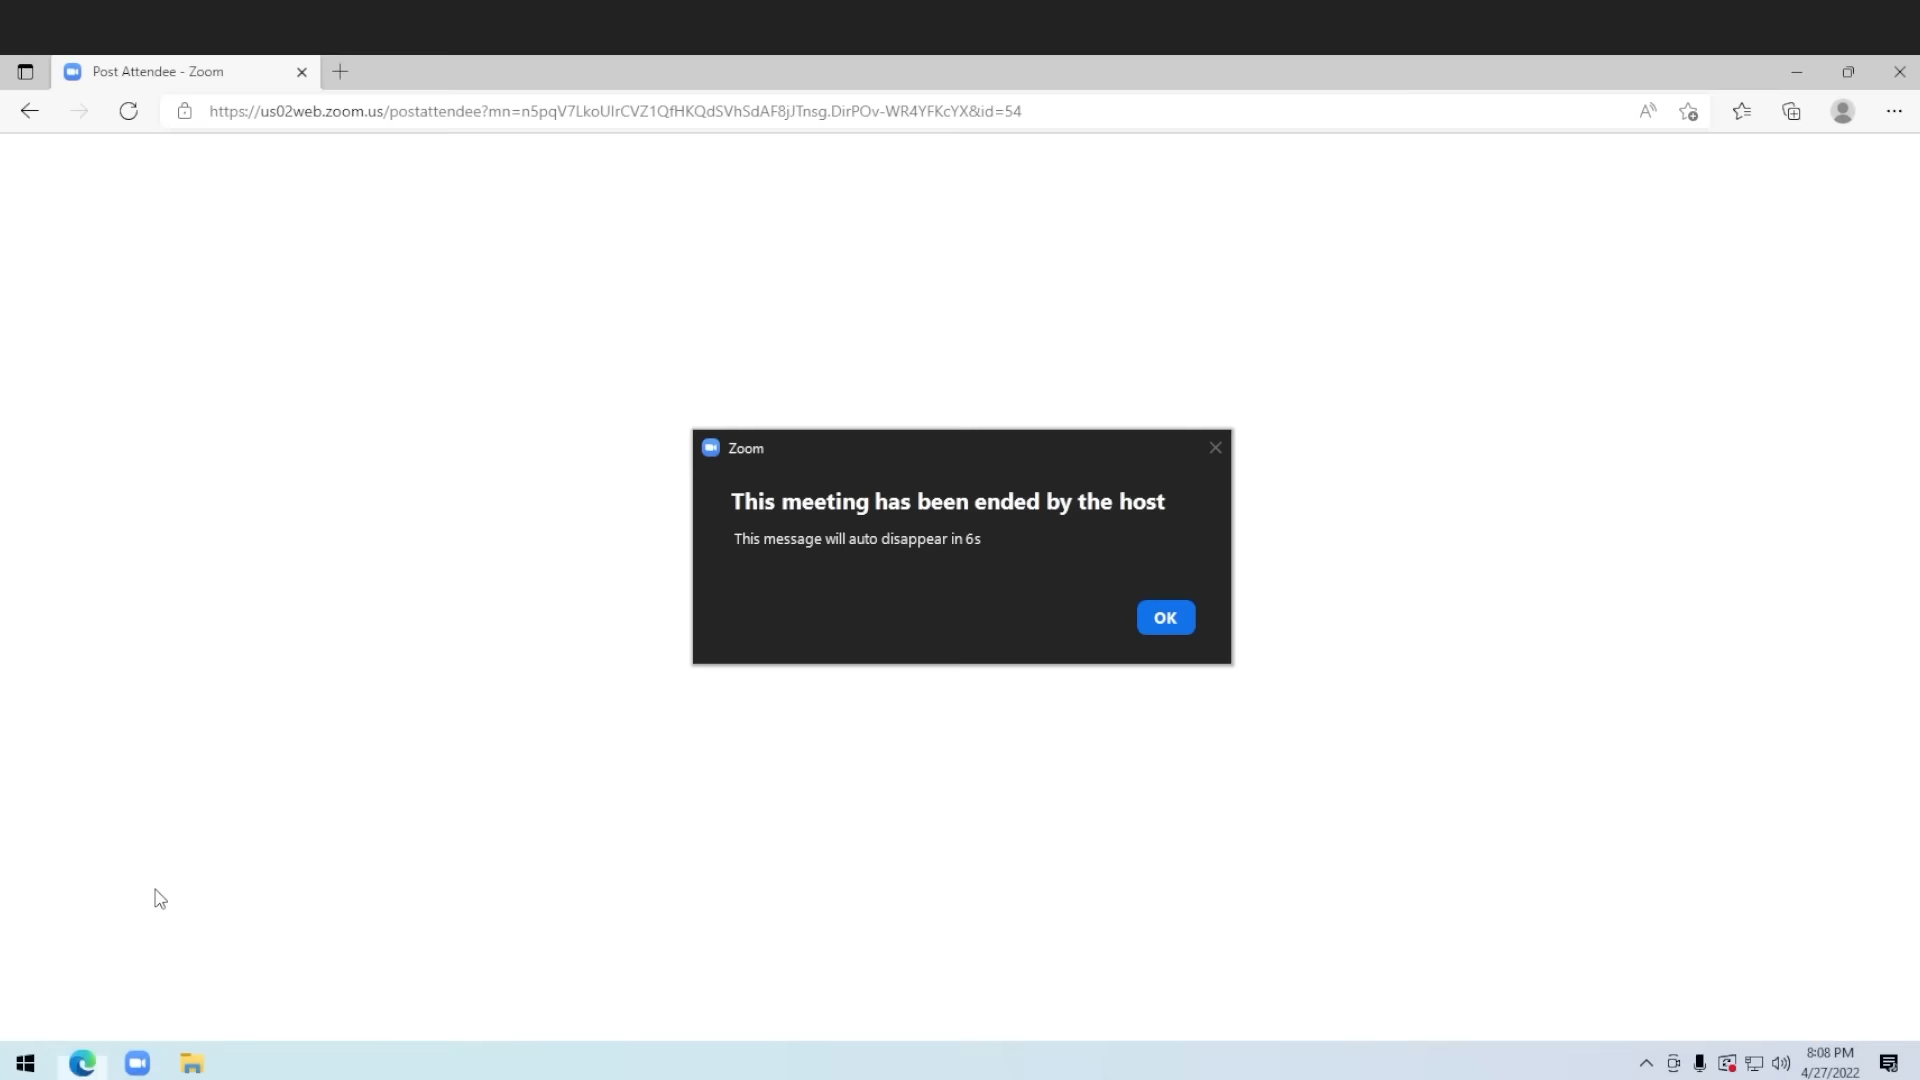 Post Attendee - Zoom
https://us02web.zoom.us/postattendee?mn=n5pqV7LkoUIrCVZ1QfHKQdSVhSdAF8jJTnsg.DirPOv-WR4YFKcYX&id=54
Zoom
This meeting has been ended by the host
This message will auto disappear in 6s
OK
8:08 PM
4/27/2022